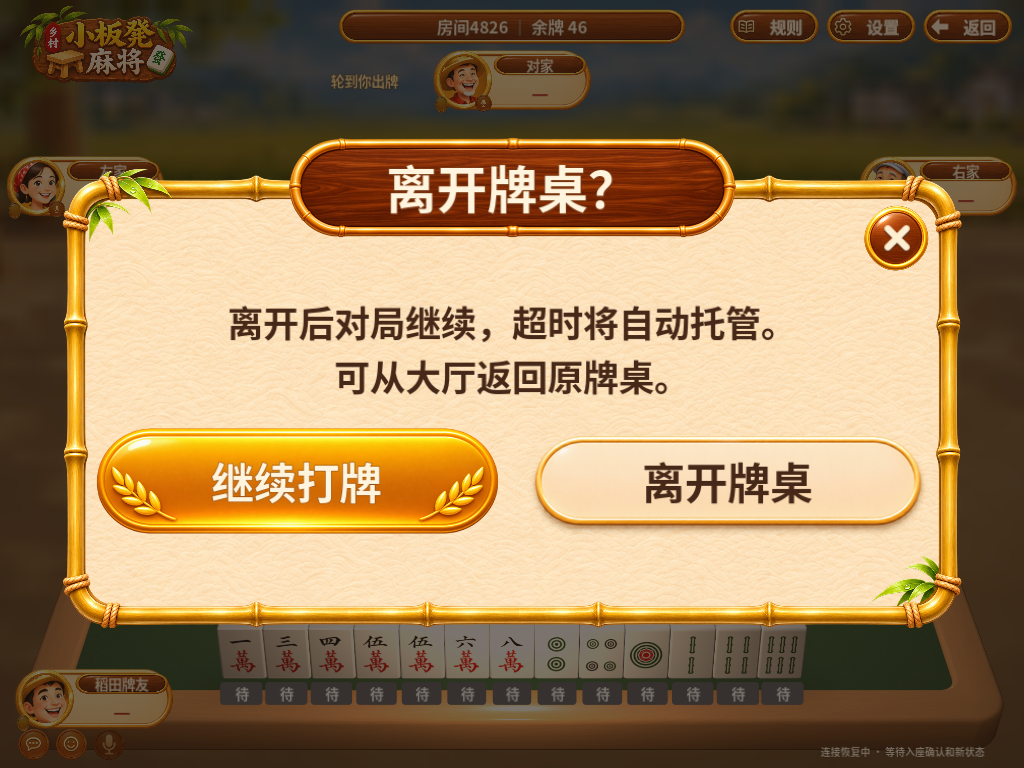 乡村
小板凳
麻将
發
房间4826 | 余牌 46
规则
设置
返回
轮到你出牌
对家
左家
右家
离开牌桌？
离开后对局继续，超时将自动托管。
可从大厅返回原牌桌。
继续打牌
离开牌桌
一 三 四 伍 伍 六 八
萬 萬 萬 萬 萬 萬 萬
待 待 待 待 待 待 待 待 待 待 待 待 待
稻田牌友
连接恢复中 · 等待入座确认和新状态